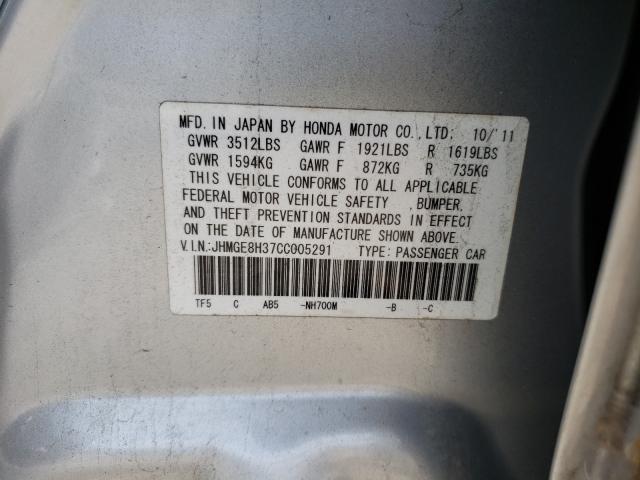 MFD. IN JAPAN BY HONDA MOTOR CO., LTD. 10/'11
GVWR 3512LBS GAWR F 1921LBS R 1619LBS
GVWR 1594KG GAWR F 872KG R 735KG
THIS VEHICLE CONFORMS TO ALL APPLICABLE
FEDERAL MOTOR VEHICLE SAFETY , BUMPER,
AND THEFT PREVENTION STANDARDS IN EFFECT
ON THE DATE OF MANUFACTURE SHOWN ABOVE.
V.I.N.:JHMGE8H37CC005291 TYPE: PASSENGER CAR
TF5 C AB5 -NH700M -B -C